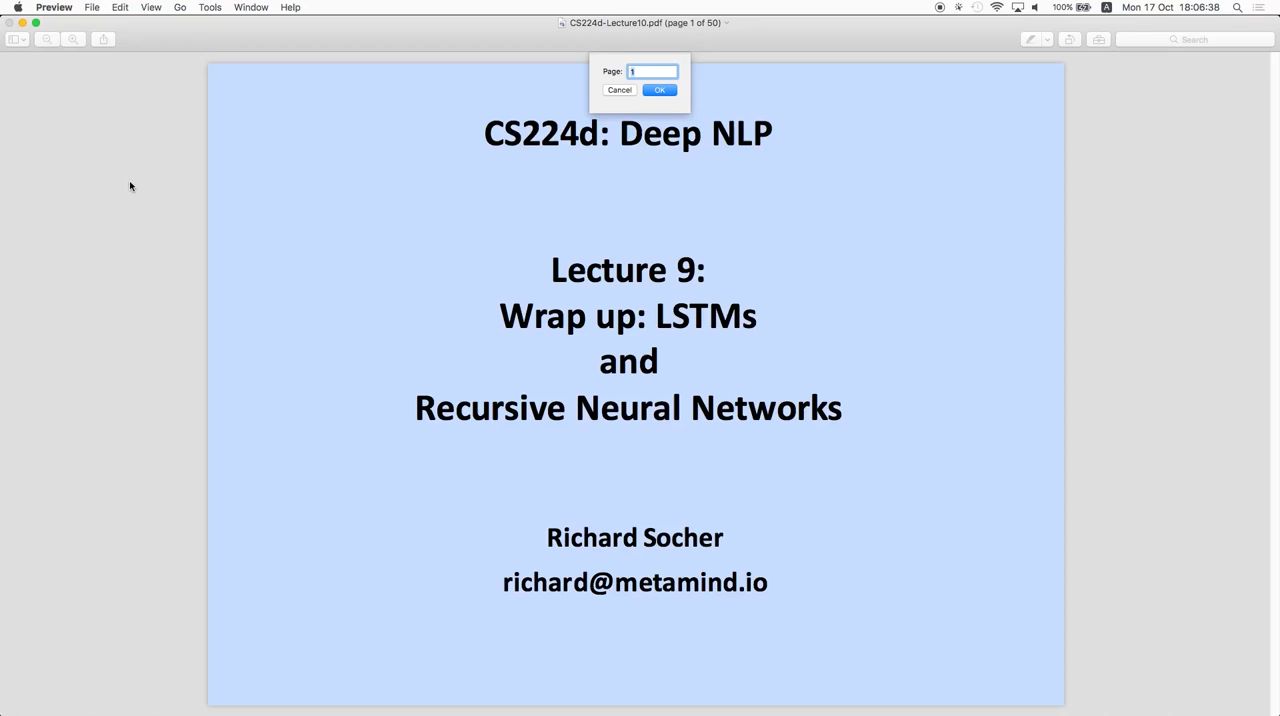 Preview File Edit View Go Tools Window Help 100% A Mon 17 Oct 18:06:38
CS224d-Lecture10.pdf (page 1 of 50)
Search
Page: 1
Cancel OK
CS224d: Deep NLP
Lecture 9:
Wrap up: LSTMs
and
Recursive Neural Networks
Richard Socher
richard@metamind.io